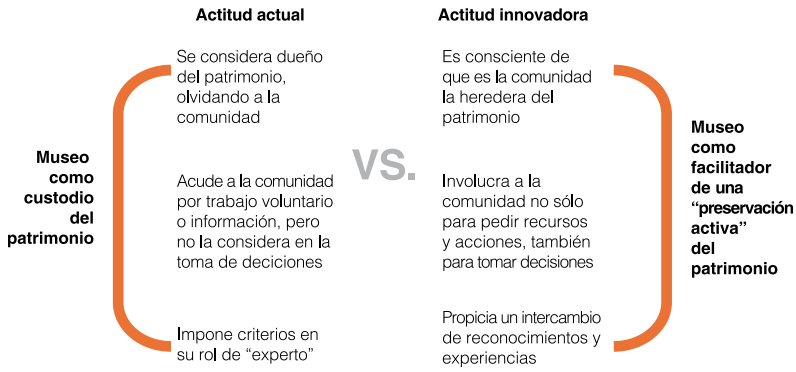 Actitud actual
Actitud innovadora
Museo
como
custodio
del
patrimonio
Se considera dueño
del patrimonio,
olvidando a la
comunidad
Acude a la comunidad
por trabajo voluntario
o información, pero
no la considera en la
toma de deciciones
Impone criterios en
su rol de “experto”
VS.
Es consciente de
que es la comunidad
la heredera del
patrimonio
Involucra a la
comunidad no sólo
para pedir recursos
y acciones, también
para tomar decisiones
Propicia un intercambio
de reconocimientos y
experiencias
Museo
como
facilitador
de una
“preservación
activa”
del
patrimonio